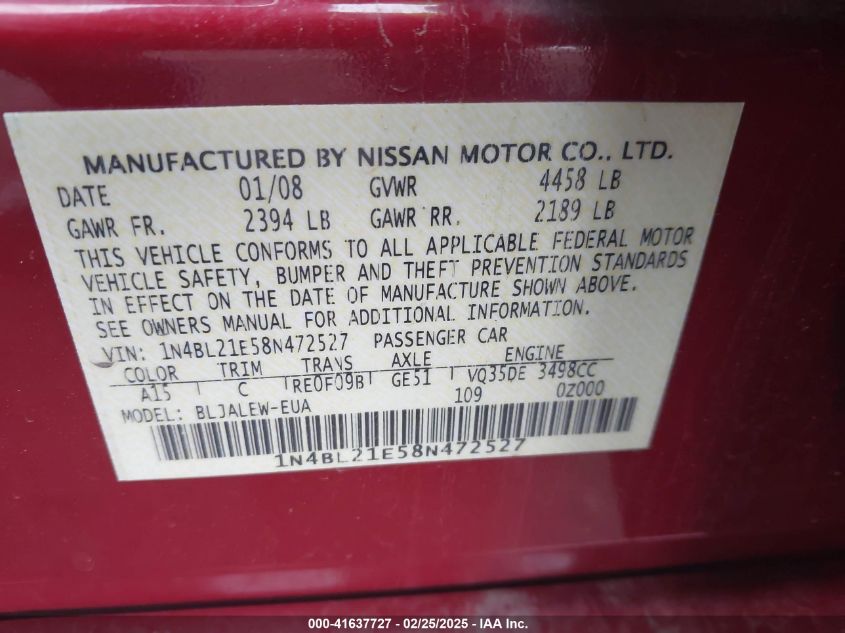 MANUFACTURED BY NISSAN MOTOR CO., LTD.
DATE 01/08 GVWR 4458 LB
GAWR FR. 2394 LB GAWR RR. 2189 LB
THIS VEHICLE CONFORMS TO ALL APPLICABLE FEDERAL MOTOR
VEHICLE SAFETY, BUMPER AND THEFT PREVENTION STANDARDS
IN EFFECT ON THE DATE OF MANUFACTURE SHOWN ABOVE.
SEE OWNERS MANUAL FOR ADDITIONAL INFORMATION.
VIN: 1N4BL21E58N472527 PASSENGER CAR
COLOR TRIM TRANS AXLE ENGINE
A15 C RE0F09B GE51 VQ35DE 3498CC
MODEL: BLJALEW-EUA 109 0Z000
1N4BL21E58N472527
000-41637727 - 02/25/2025 - IAA Inc.